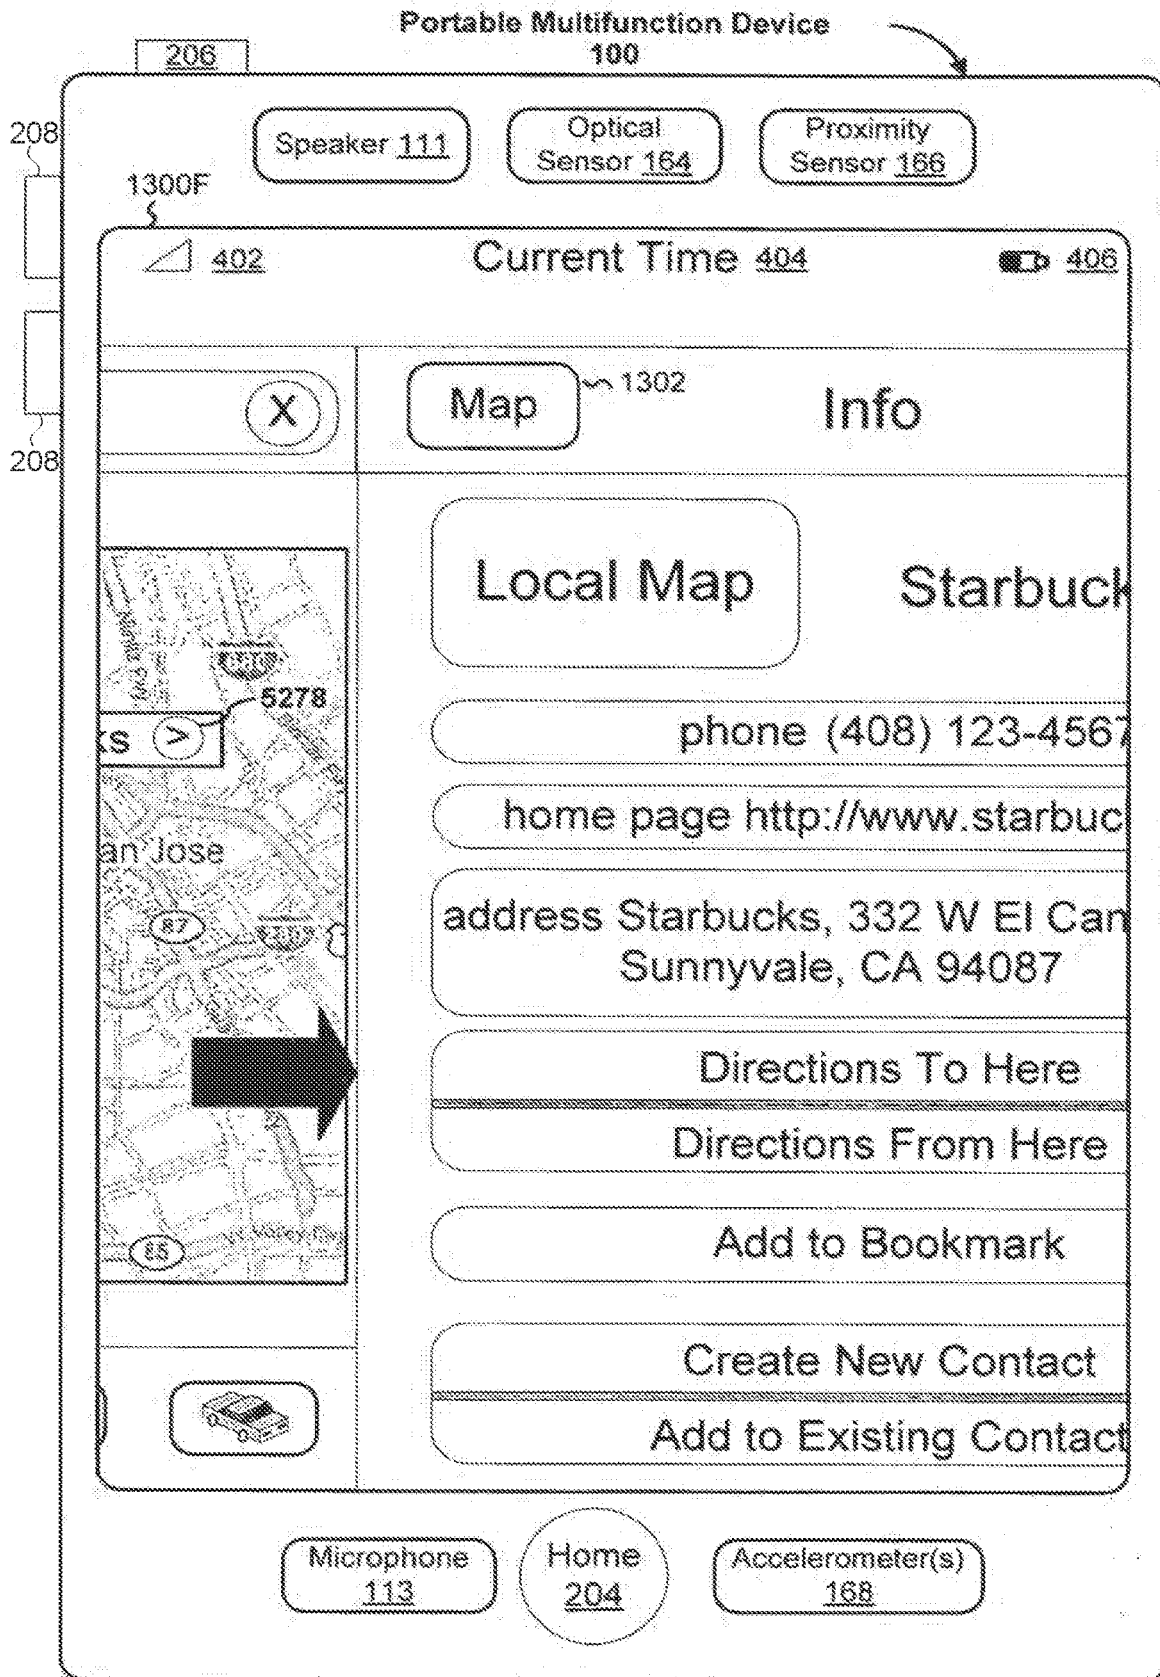 Portable Multifunction Device
100
206
208
Speaker 111
Optical
Sensor 164
Proximity
Sensor 166
1300F
402
Current Time 404
406
208
X
Map
1302
Info
Local Map
Starbuck
5278
ks >
phone (408) 123-4567
home page http://www.starbuc
an Jose
87
address Starbucks, 332 W El Cam
Sunnyvale, CA 94087
Directions To Here
Directions From Here
85
Add to Bookmark
Create New Contact
Add to Existing Contact
Microphone
113
Home
204
Accelerometer(s)
168